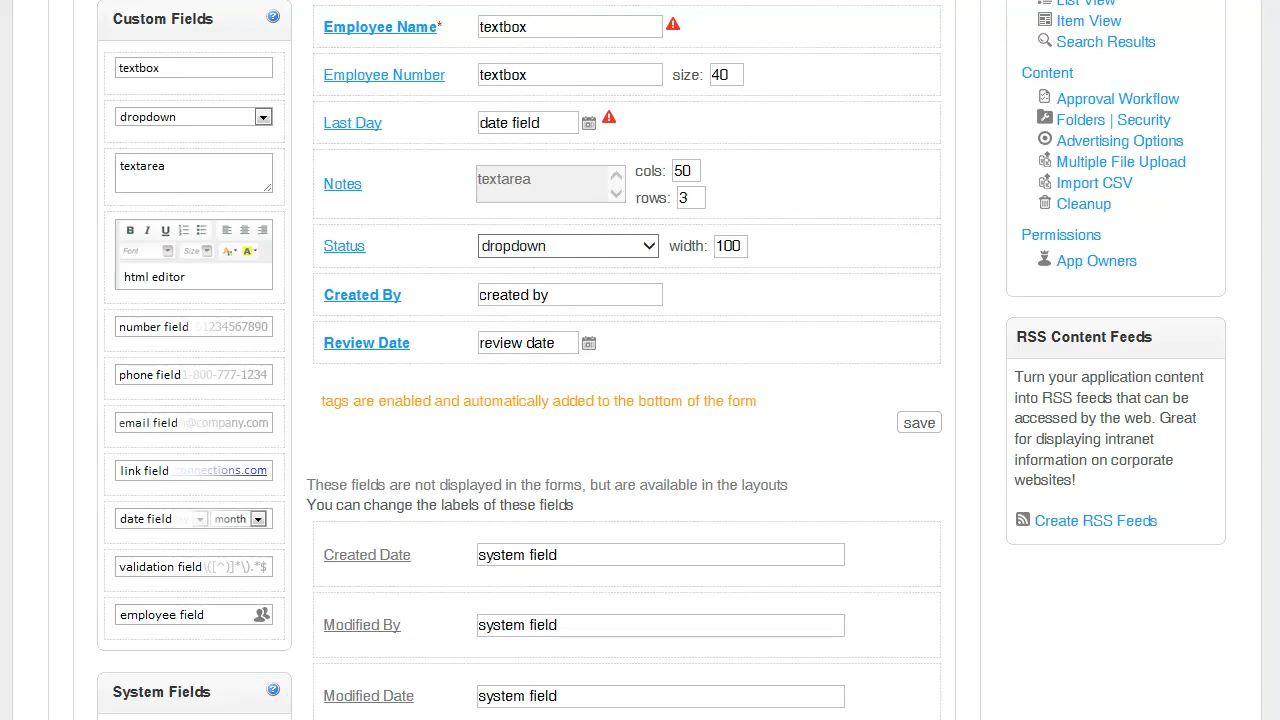 Custom Fields
textbox
dropdown
textarea
B I U
Font Size
html editor
number field 01234567890
phone field 1-800-777-1234
email field @company.com
link field connections.com
date field month
validation field \([^)]*\).*$
employee field
System Fields
Employee Name* textbox
Employee Number textbox size: 40
Last Day date field
Notes textarea cols: 50
rows: 3
Status dropdown width: 100
Created By created by
Review Date review date
tags are enabled and automatically added to the bottom of the form
save
These fields are not displayed in the forms, but are available in the layouts
You can change the labels of these fields
Created Date system field
Modified By system field
Modified Date system field
List View
Item View
Search Results
Content
Approval Workflow
Folders | Security
Advertising Options
Multiple File Upload
Import CSV
Cleanup
Permissions
App Owners
RSS Content Feeds
Turn your application content
into RSS feeds that can be
accessed by the web. Great
for displaying intranet
information on corporate
websites!
Create RSS Feeds